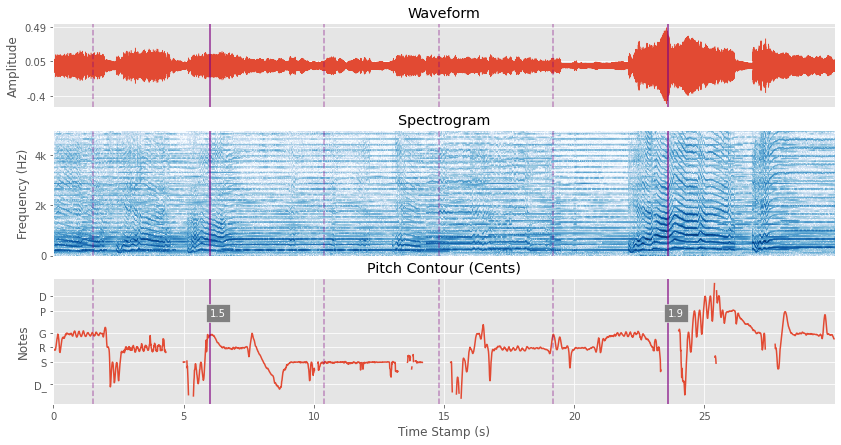 Waveform
0.49
0.05
-0.4
Amplitude
Spectrogram
4k
2k
0
Frequency (Hz)
Pitch Contour (Cents)
D
P
G
R
S
D_
Notes
1.5
1.9
0 5 10 15 20 25
Time Stamp (s)